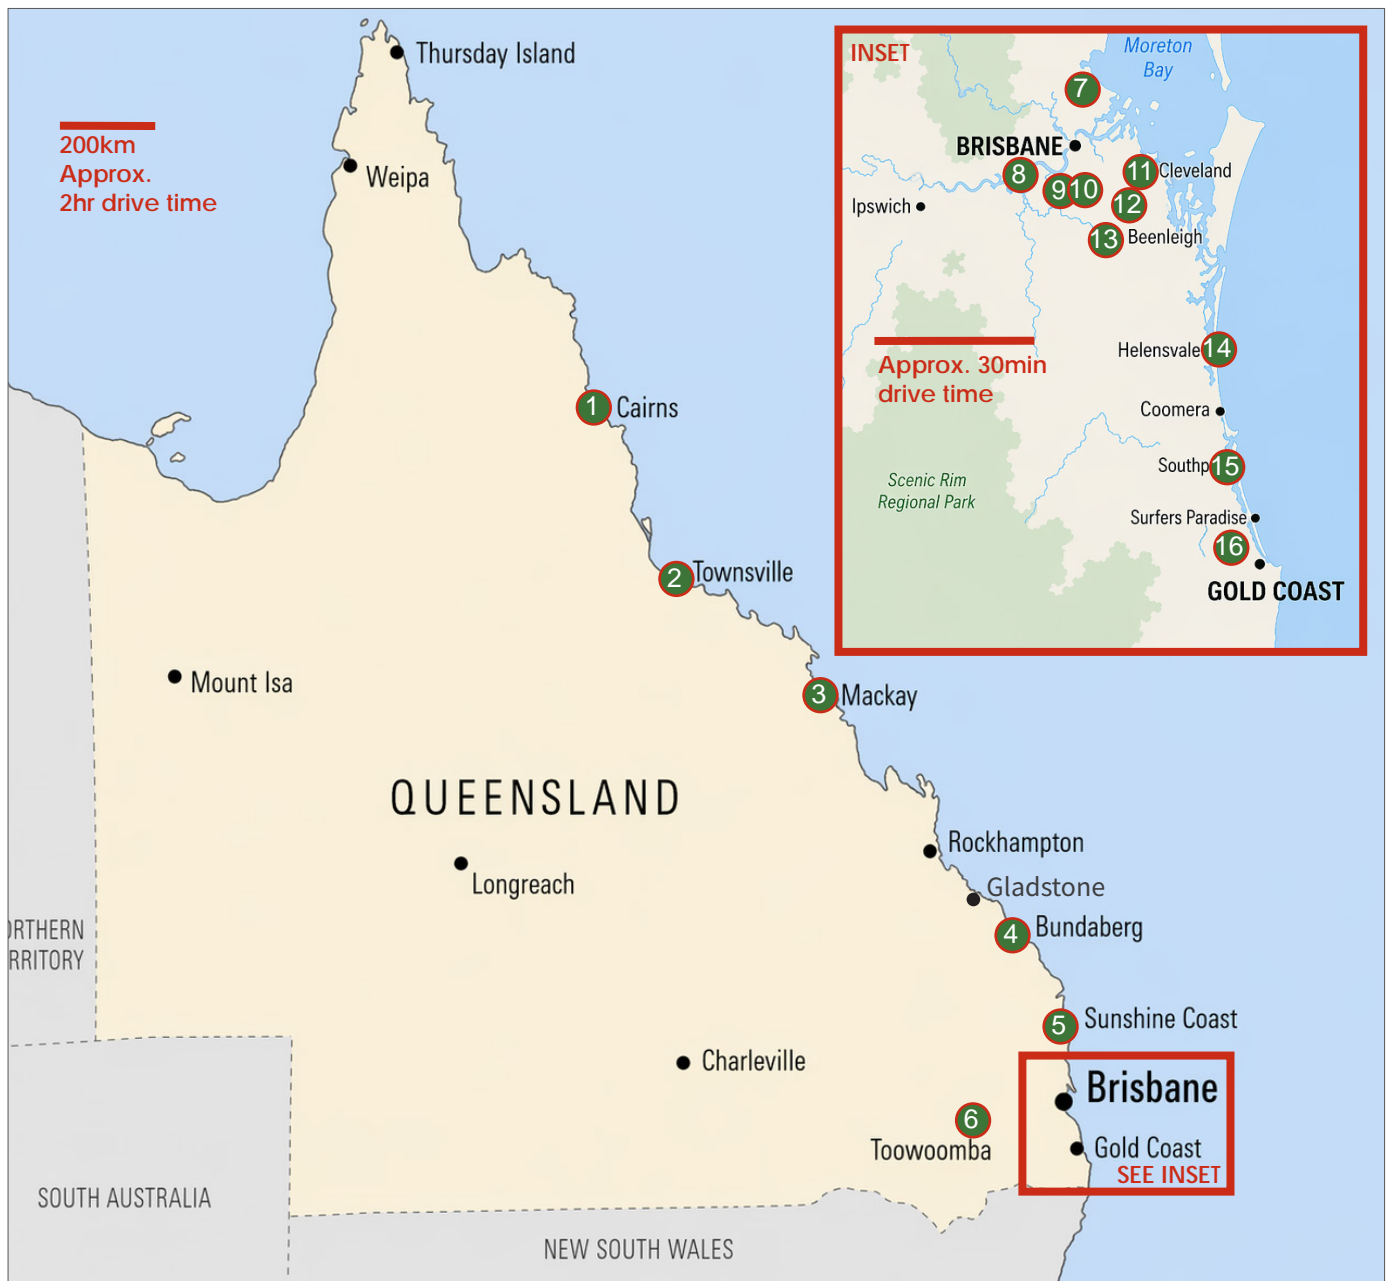 Thursday Island
200km
Approx.
2hr drive time
Weipa
1 Cairns
2 Townsville
Mount Isa
3 Mackay
QUEENSLAND
Rockhampton
Longreach
Gladstone
4 Bundaberg
ORTHERN
RRITORY
5 Sunshine Coast
Charleville
Brisbane
6
Toowoomba
Gold Coast
SEE INSET
SOUTH AUSTRALIA
NEW SOUTH WALES
INSET
Moreton
Bay
7
BRISBANE
8
9
10
11 Cleveland
12
Ipswich
13 Beenleigh
Helensvale 14
Approx. 30min
drive time
Coomera
Southp 15
Scenic Rim
Regional Park
Surfers Paradise
16
GOLD COAST